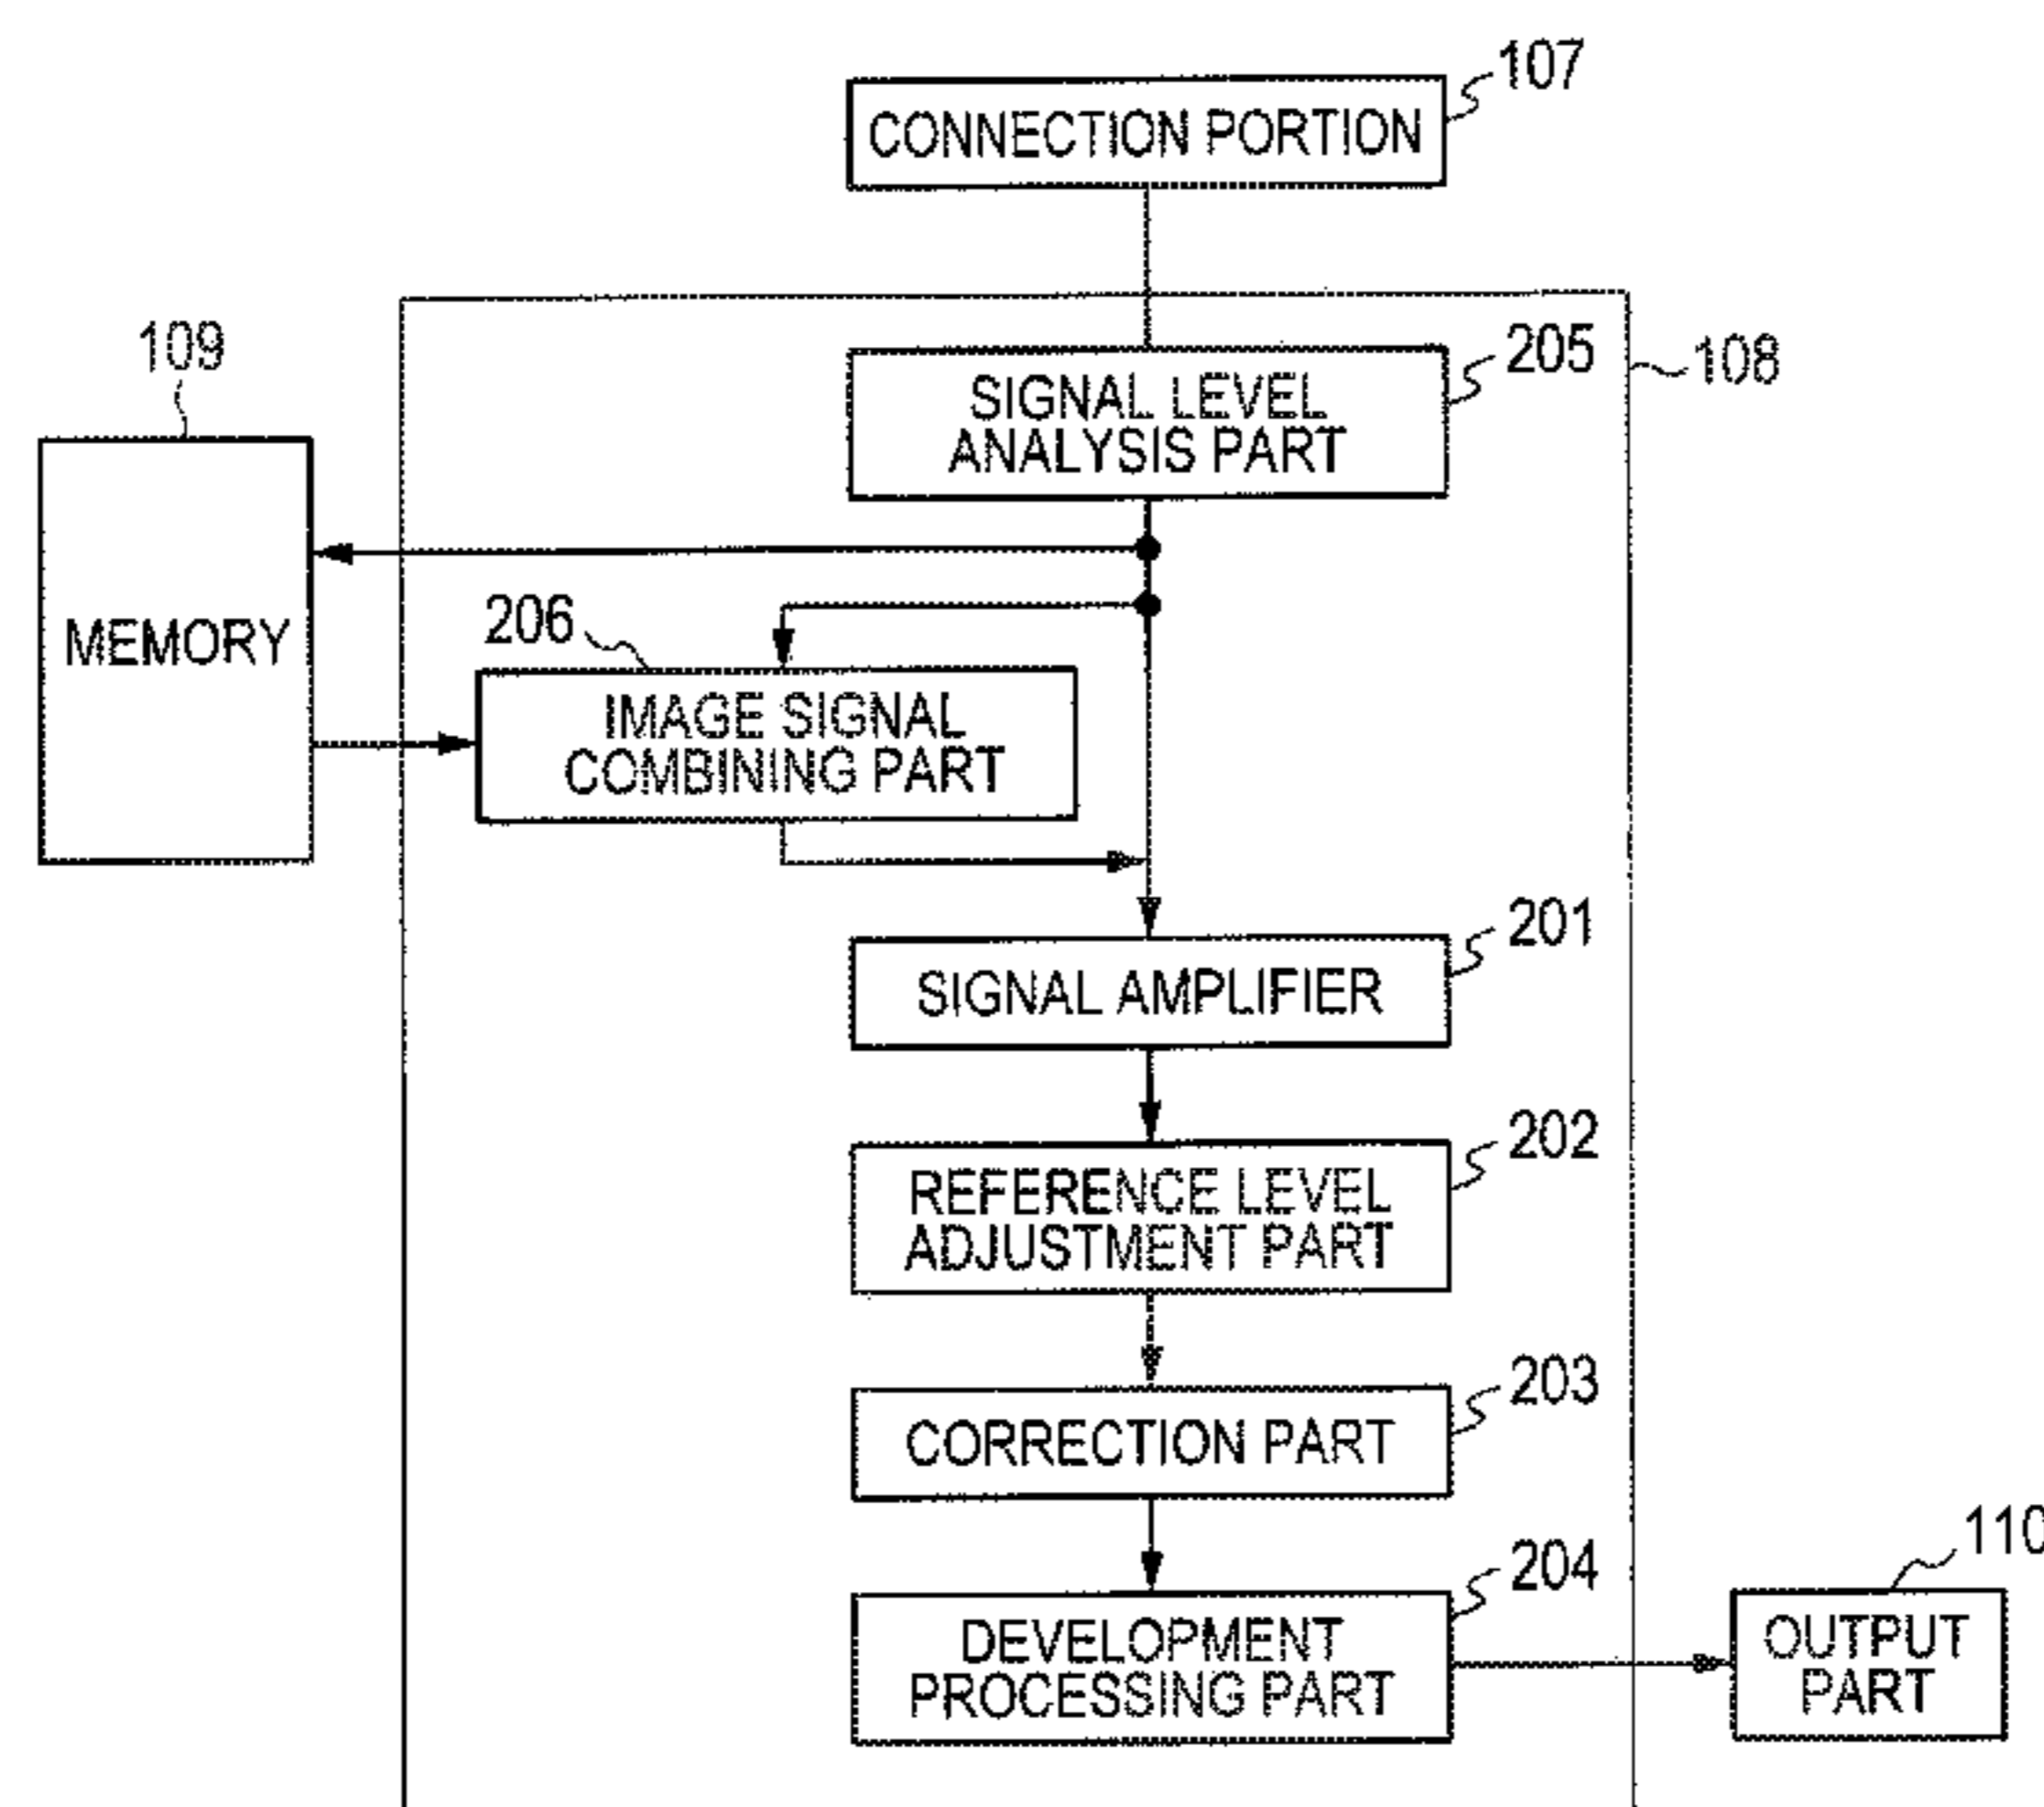 107
CONNECTION PORTION
109
205
108
SIGNAL LEVEL
ANALYSIS PART
MEMORY
206
IMAGE SIGNAL
COMBINING PART
201
SIGNAL AMPLIFIER
202
REFERENCE LEVEL
ADJUSTMENT PART
203
CORRECTION PART
204
110
DEVELOPMENT
PROCESSING PART
OUTPUT
PART